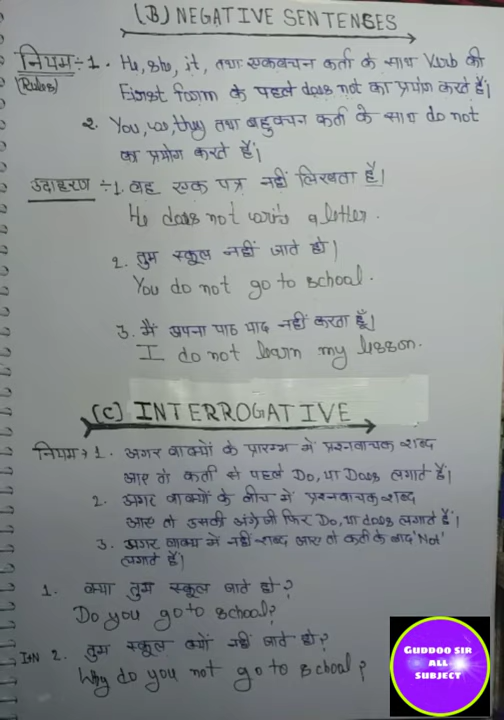 (B) NEGATIVE SENTENSES
नियम ÷ 1. He, she, it, तथा एकवचन कर्ता के साथ Verb की
(Rules) First form के पहले does not का प्रयोग करते हैं।
2. You, we, they तथा बहुवचन कर्ता के साथ do not
का प्रयोग करते हैं।
उदाहरण ÷ 1. वह एक पत्र नहीं लिखता है।
He does not write a letter.
2. तुम स्कूल नहीं जाते हो।
You do not go to school.
3. मैं अपना पाठ याद नहीं करता हूँ।
I do not learn my lesson.
(C) INTERROGATIVE
नियम → 1. अगर वाक्यों के प्रारम्भ में प्रश्नवाचक शब्द
आए तो कर्ता से पहले Do, या Does लगाते हैं।
2. अगर वाक्यों के बीच में प्रश्नवाचक शब्द
आए तो उसकी अंग्रेजी फिर Do, या does लगाते हैं।
3. अगर वाक्य में नहीं शब्द आए तो कर्ता के बाद 'Not'
लगाते हैं।
1. क्या तुम स्कूल जाते हो?
Do you go to school?
I+N 2. तुम स्कूल क्यों नहीं जाते हो?
Why do you not go to school?
GUDDOO SIR
ALL
SUBJECT